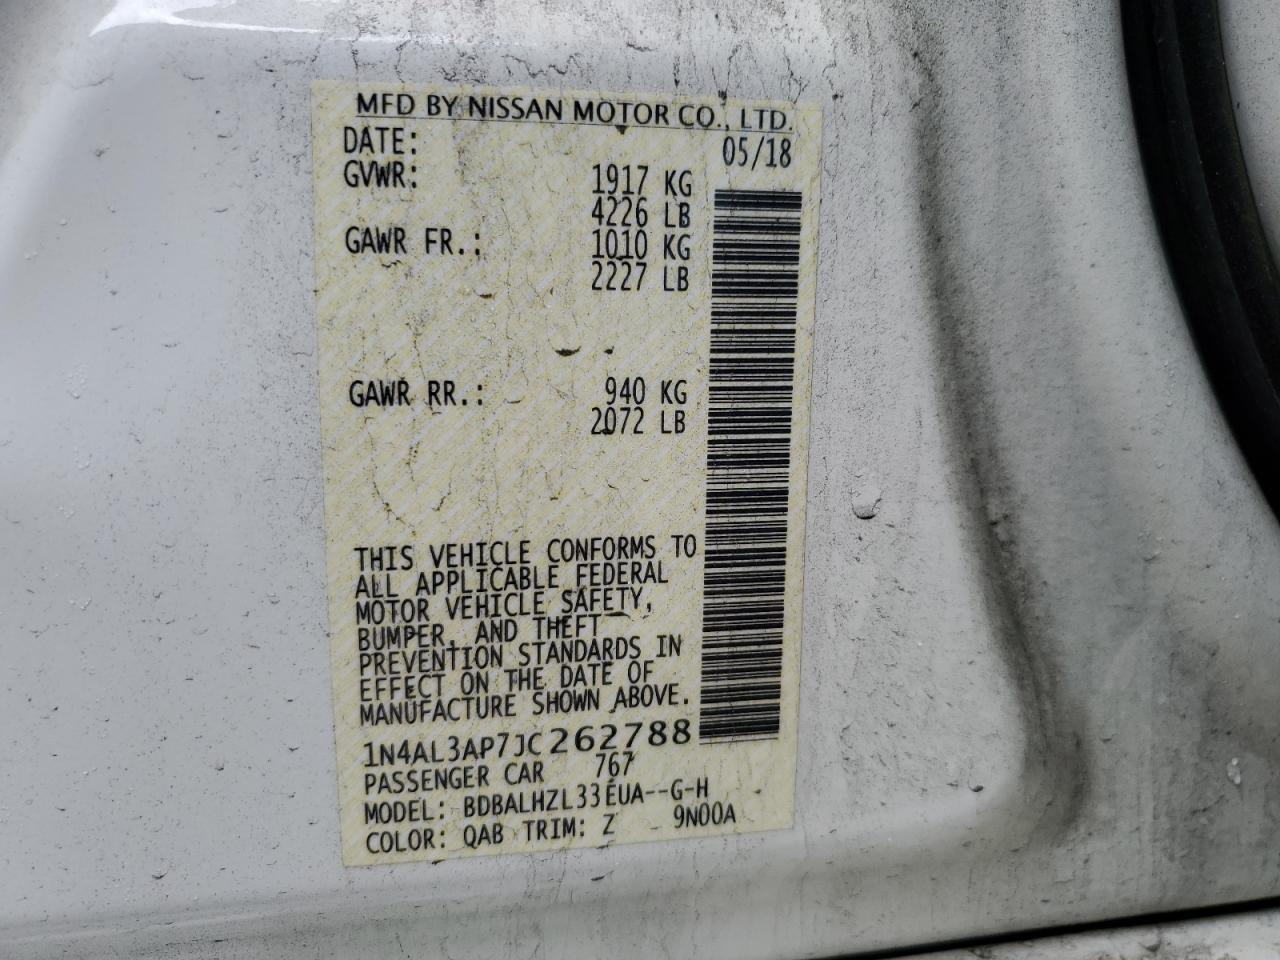 MFD BY NISSAN MOTOR CO., LTD.
DATE: 05/18
GVWR: 1917 KG
4226 LB
GAWR FR.: 1010 KG
2227 LB
GAWR RR.: 940 KG
2072 LB
THIS VEHICLE CONFORMS TO
ALL APPLICABLE FEDERAL
MOTOR VEHICLE SAFETY,
BUMPER, AND THEFT
PREVENTION STANDARDS IN
EFFECT ON THE DATE OF
MANUFACTURE SHOWN ABOVE.
1N4AL3AP7JC262788
PASSENGER CAR 767
MODEL: BDBALHZL33EUA--G-H
COLOR: QAB TRIM: Z 9N00A